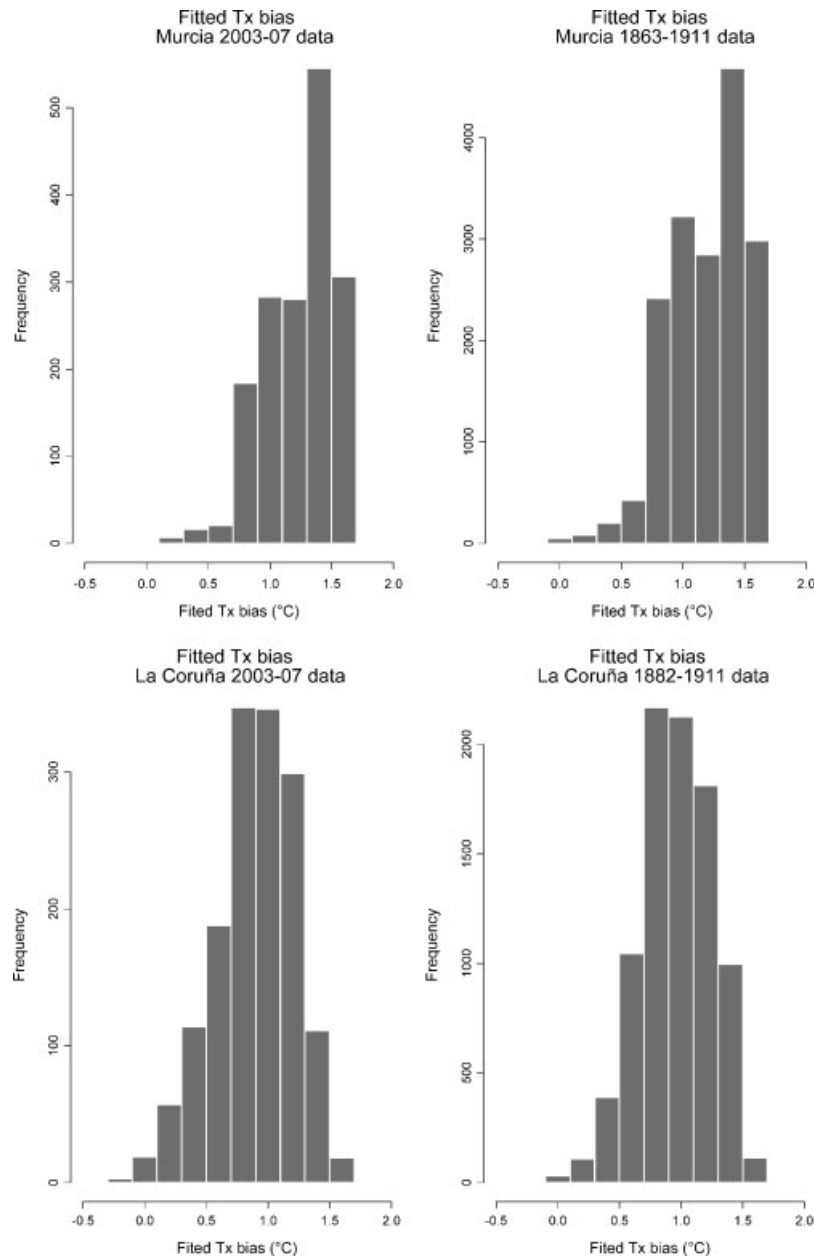 Fitted Tx bias
Murcia 2003-07 data
Frequency
500
400
300
200
100
0
-0.5 0.0 0.5 1.0 1.5 2.0
Fited Tx bias (°C)
Fitted Tx bias
Murcia 1863-1911 data
Frequency
4000
3000
2000
1000
0
-0.5 0.0 0.5 1.0 1.5 2.0
Fited Tx bias (°C)
Fitted Tx bias
La Coruña 2003-07 data
Frequency
300
200
100
0
-0.5 0.0 0.5 1.0 1.5 2.0
Fited Tx bias (°C)
Fitted Tx bias
La Coruña 1882-1911 data
Frequency
2000
1500
1000
500
0
-0.5 0.0 0.5 1.0 1.5 2.0
Fited Tx bias (°C)